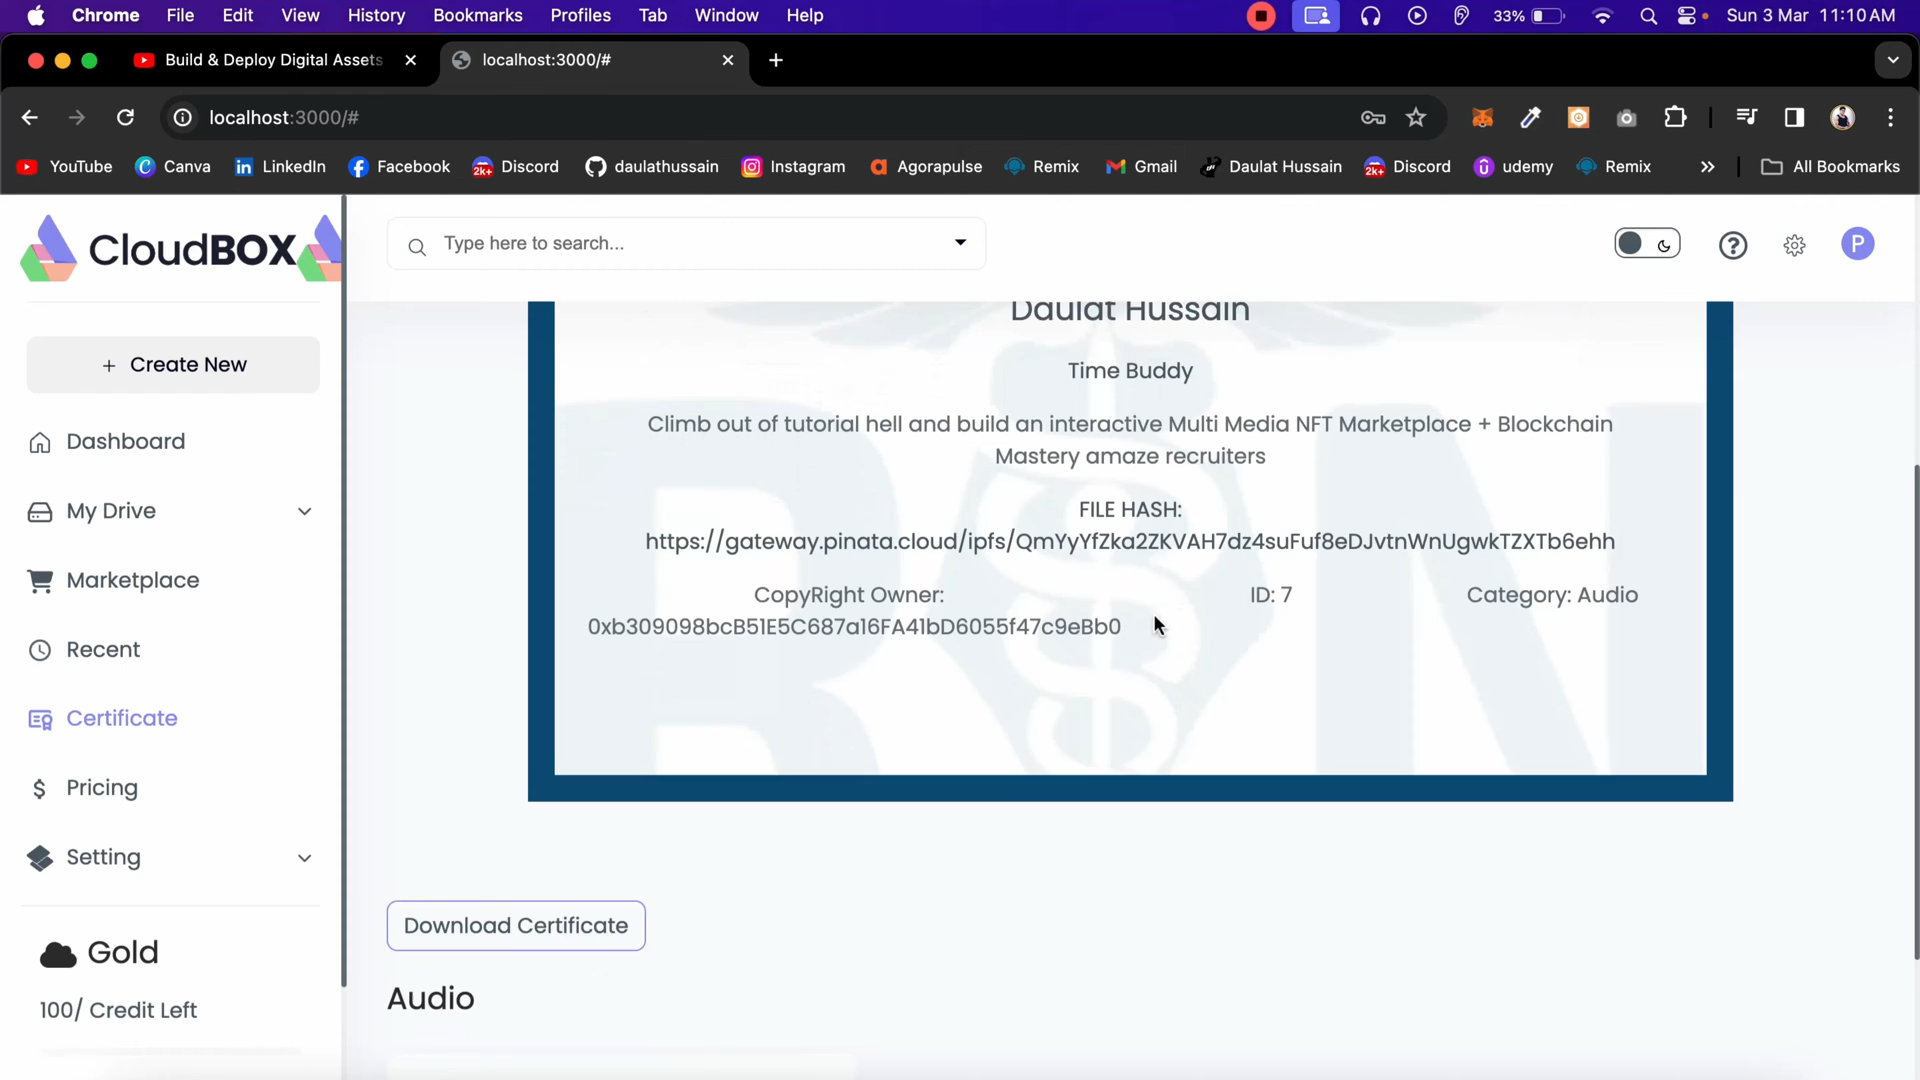 Chrome File Edit View History Bookmarks Profiles Tab Window Help 33% Sun 3 Mar 11:10 AM
Build & Deploy Digital Assets localhost:3000/#
localhost:3000/#
YouTube Canva LinkedIn Facebook Discord daulathussain Instagram Agorapulse Remix Gmail Daulat Hussain Discord udemy Remix All Bookmarks
CloudBOX
Type here to search...
P
Create New
Dashboard
My Drive
Marketplace
Recent
Certificate
Pricing
Setting
Gold
100/ Credit Left
Daulat Hussain
Time Buddy
Climb out of tutorial hell and build an interactive Multi Media NFT Marketplace + Blockchain
Mastery amaze recruiters
FILE HASH:
https://gateway.pinata.cloud/ipfs/QmYyYfZka2ZKVAH7dz4suFuf8eDJvtnWnUgwkTZXTb6ehh
CopyRight Owner: ID: 7 Category: Audio
0xb309098bcB51E5C687a16FA41bD6055f47c9eBb0
Download Certificate
Audio